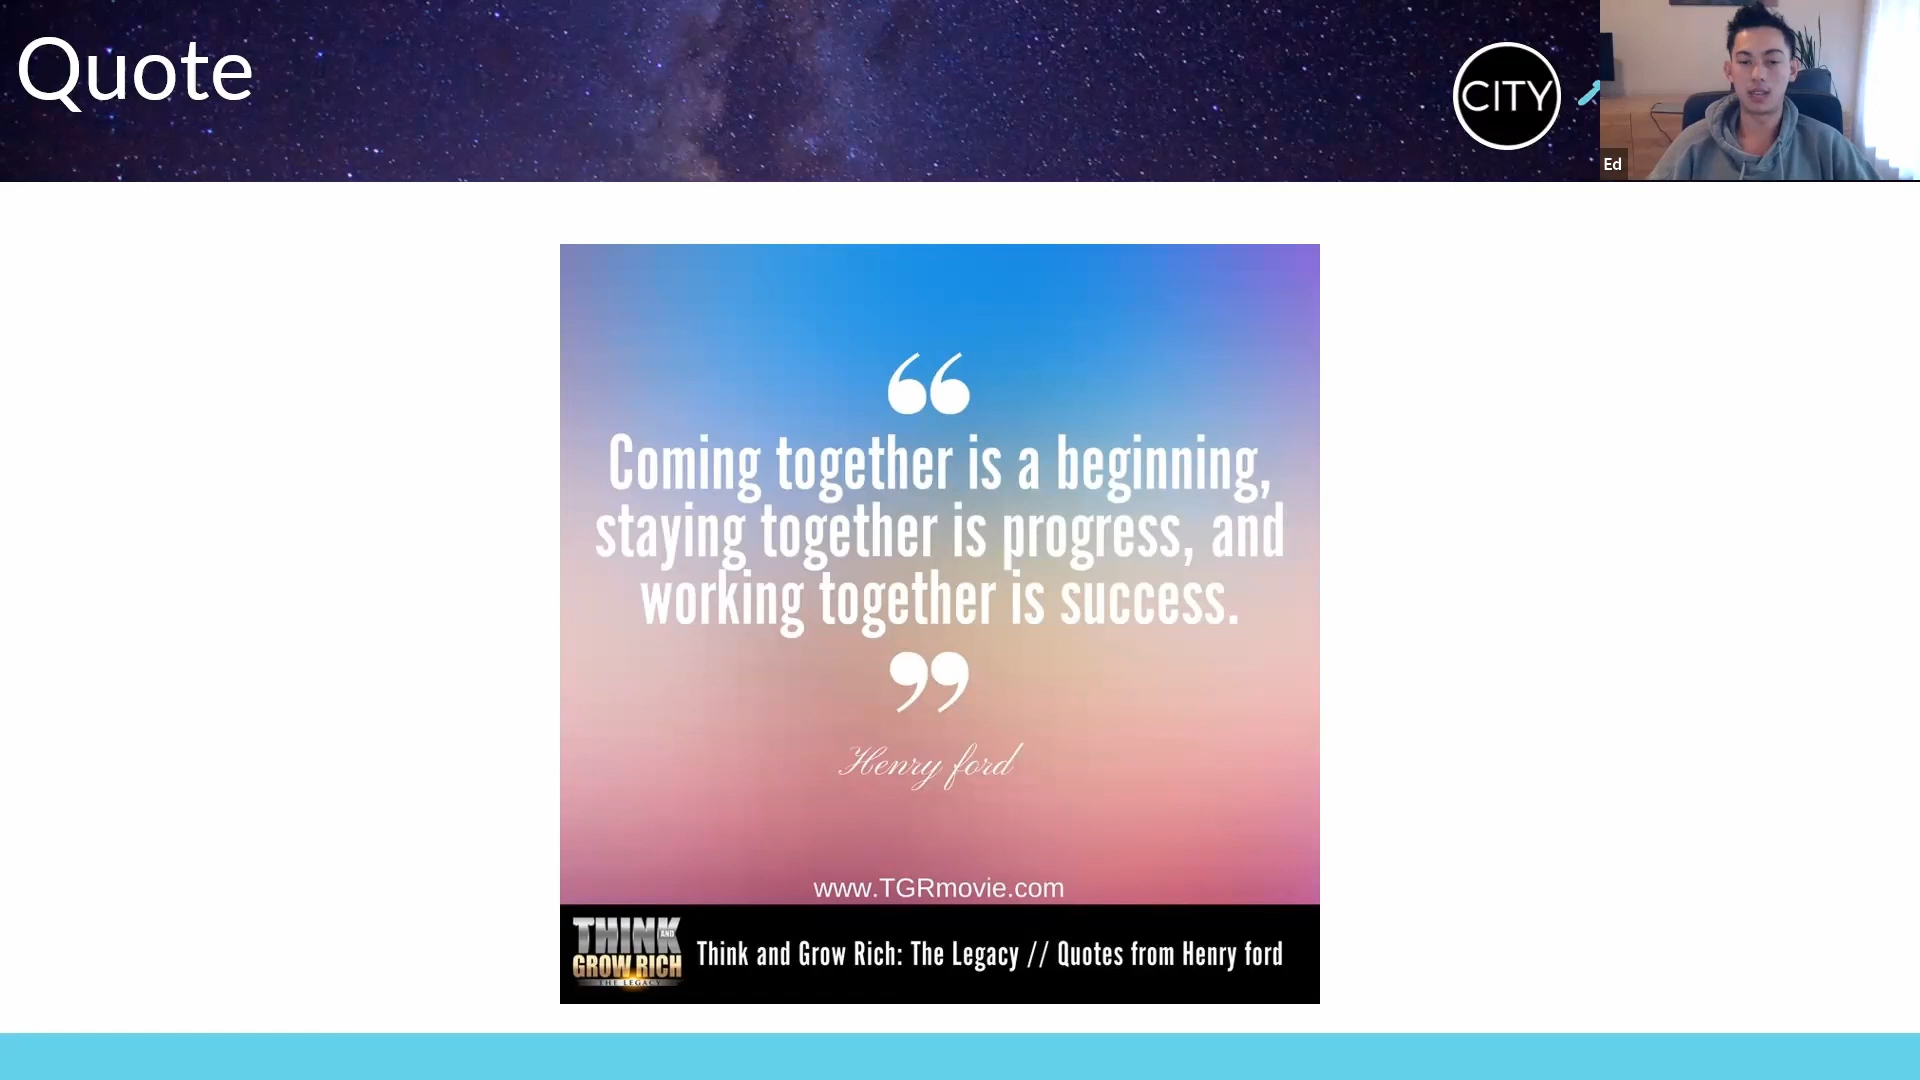 Quote
CITY
Ed
“
Coming together is a beginning,
staying together is progress, and
working together is success.
”
Henry ford
www.TGRmovie.com
THINK
AND
GROW RICH
THE LEGACY
Think and Grow Rich: The Legacy // Quotes from Henry ford